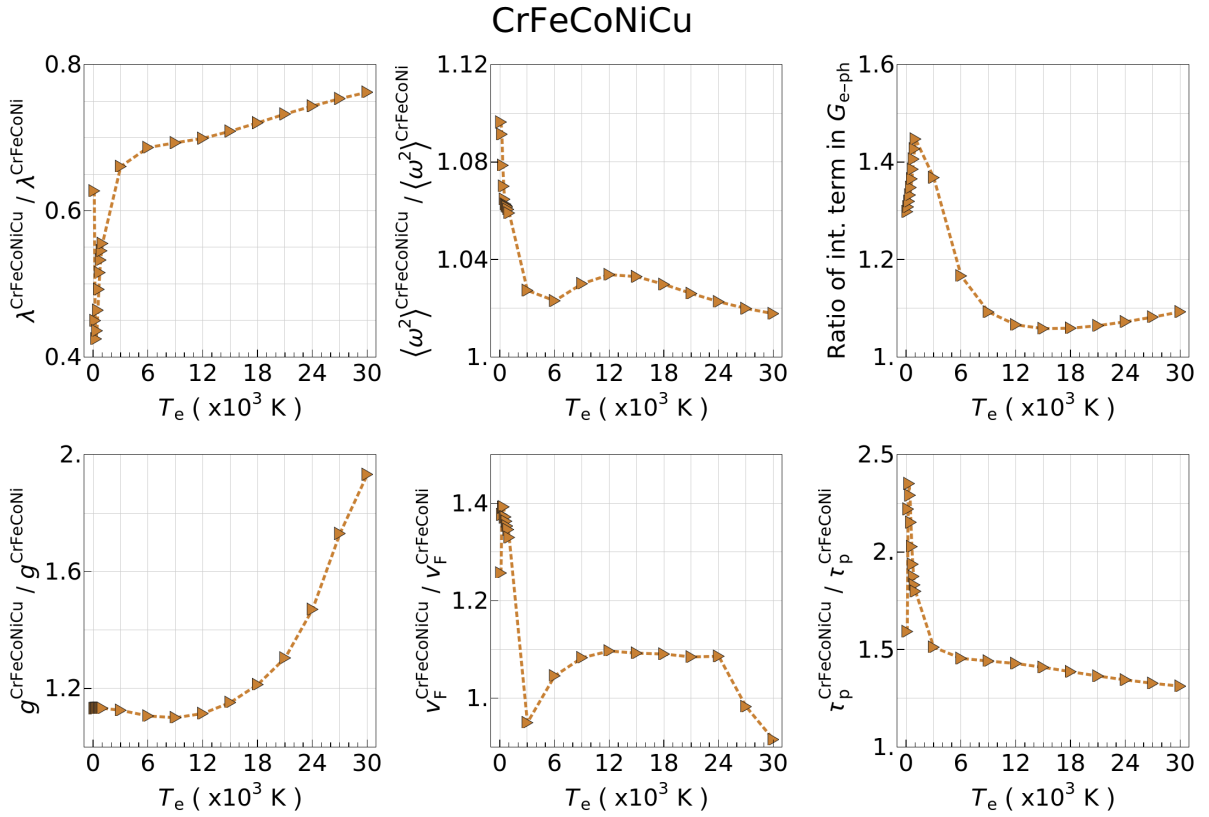 CrFeCoNiCu
λ^CrFeCoNiCu / λ^CrFeCoNi
0.8
0.6
0.4
0 6 12 18 24 30
T_e ( x10^3 K )
⟨ω^2⟩^CrFeCoNiCu / ⟨ω^2⟩^CrFeCoNi
1.12
1.08
1.04
1.
0 6 12 18 24 30
T_e ( x10^3 K )
Ratio of int. term in G_e−ph
1.6
1.4
1.2
1.
0 6 12 18 24 30
T_e ( x10^3 K )
g^CrFeCoNiCu / g^CrFeCoNi
2.
1.6
1.2
0 6 12 18 24 30
T_e ( x10^3 K )
v_F^CrFeCoNiCu / v_F^CrFeCoNi
1.4
1.2
1.
0 6 12 18 24 30
T_e ( x10^3 K )
τ_p^CrFeCoNiCu / τ_p^CrFeCoNi
2.5
2.
1.5
1.
0 6 12 18 24 30
T_e ( x10^3 K )